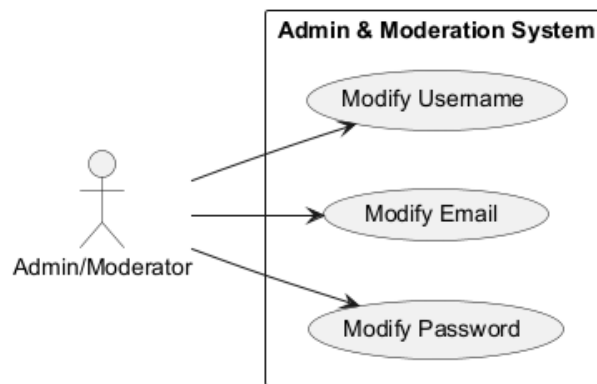 Admin & Moderation System
Modify Username
Modify Email
Admin/Moderator
Modify Password